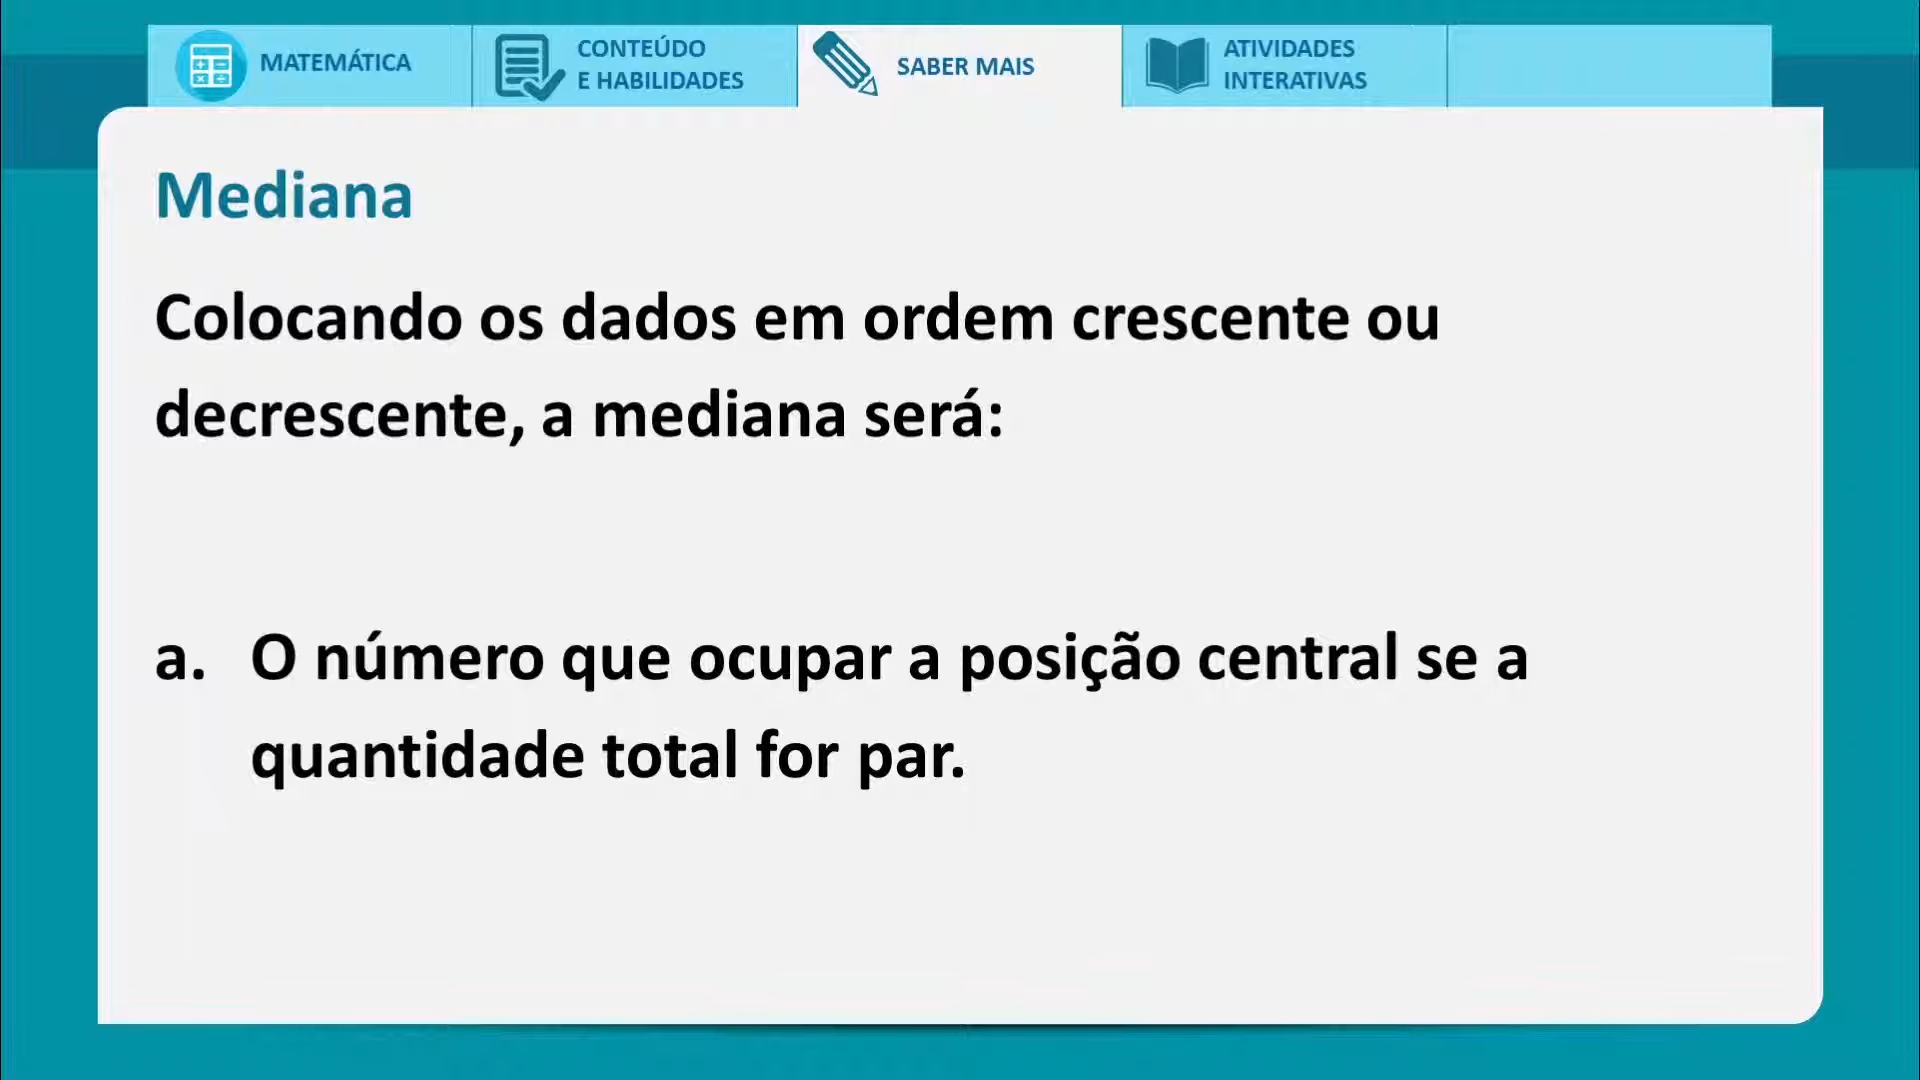 MATEMÁTICA
CONTEÚDO
E HABILIDADES
SABER MAIS
ATIVIDADES
INTERATIVAS
Mediana
Colocando os dados em ordem crescente ou
decrescente, a mediana será:
a. O número que ocupar a posição central se a
quantidade total for par.